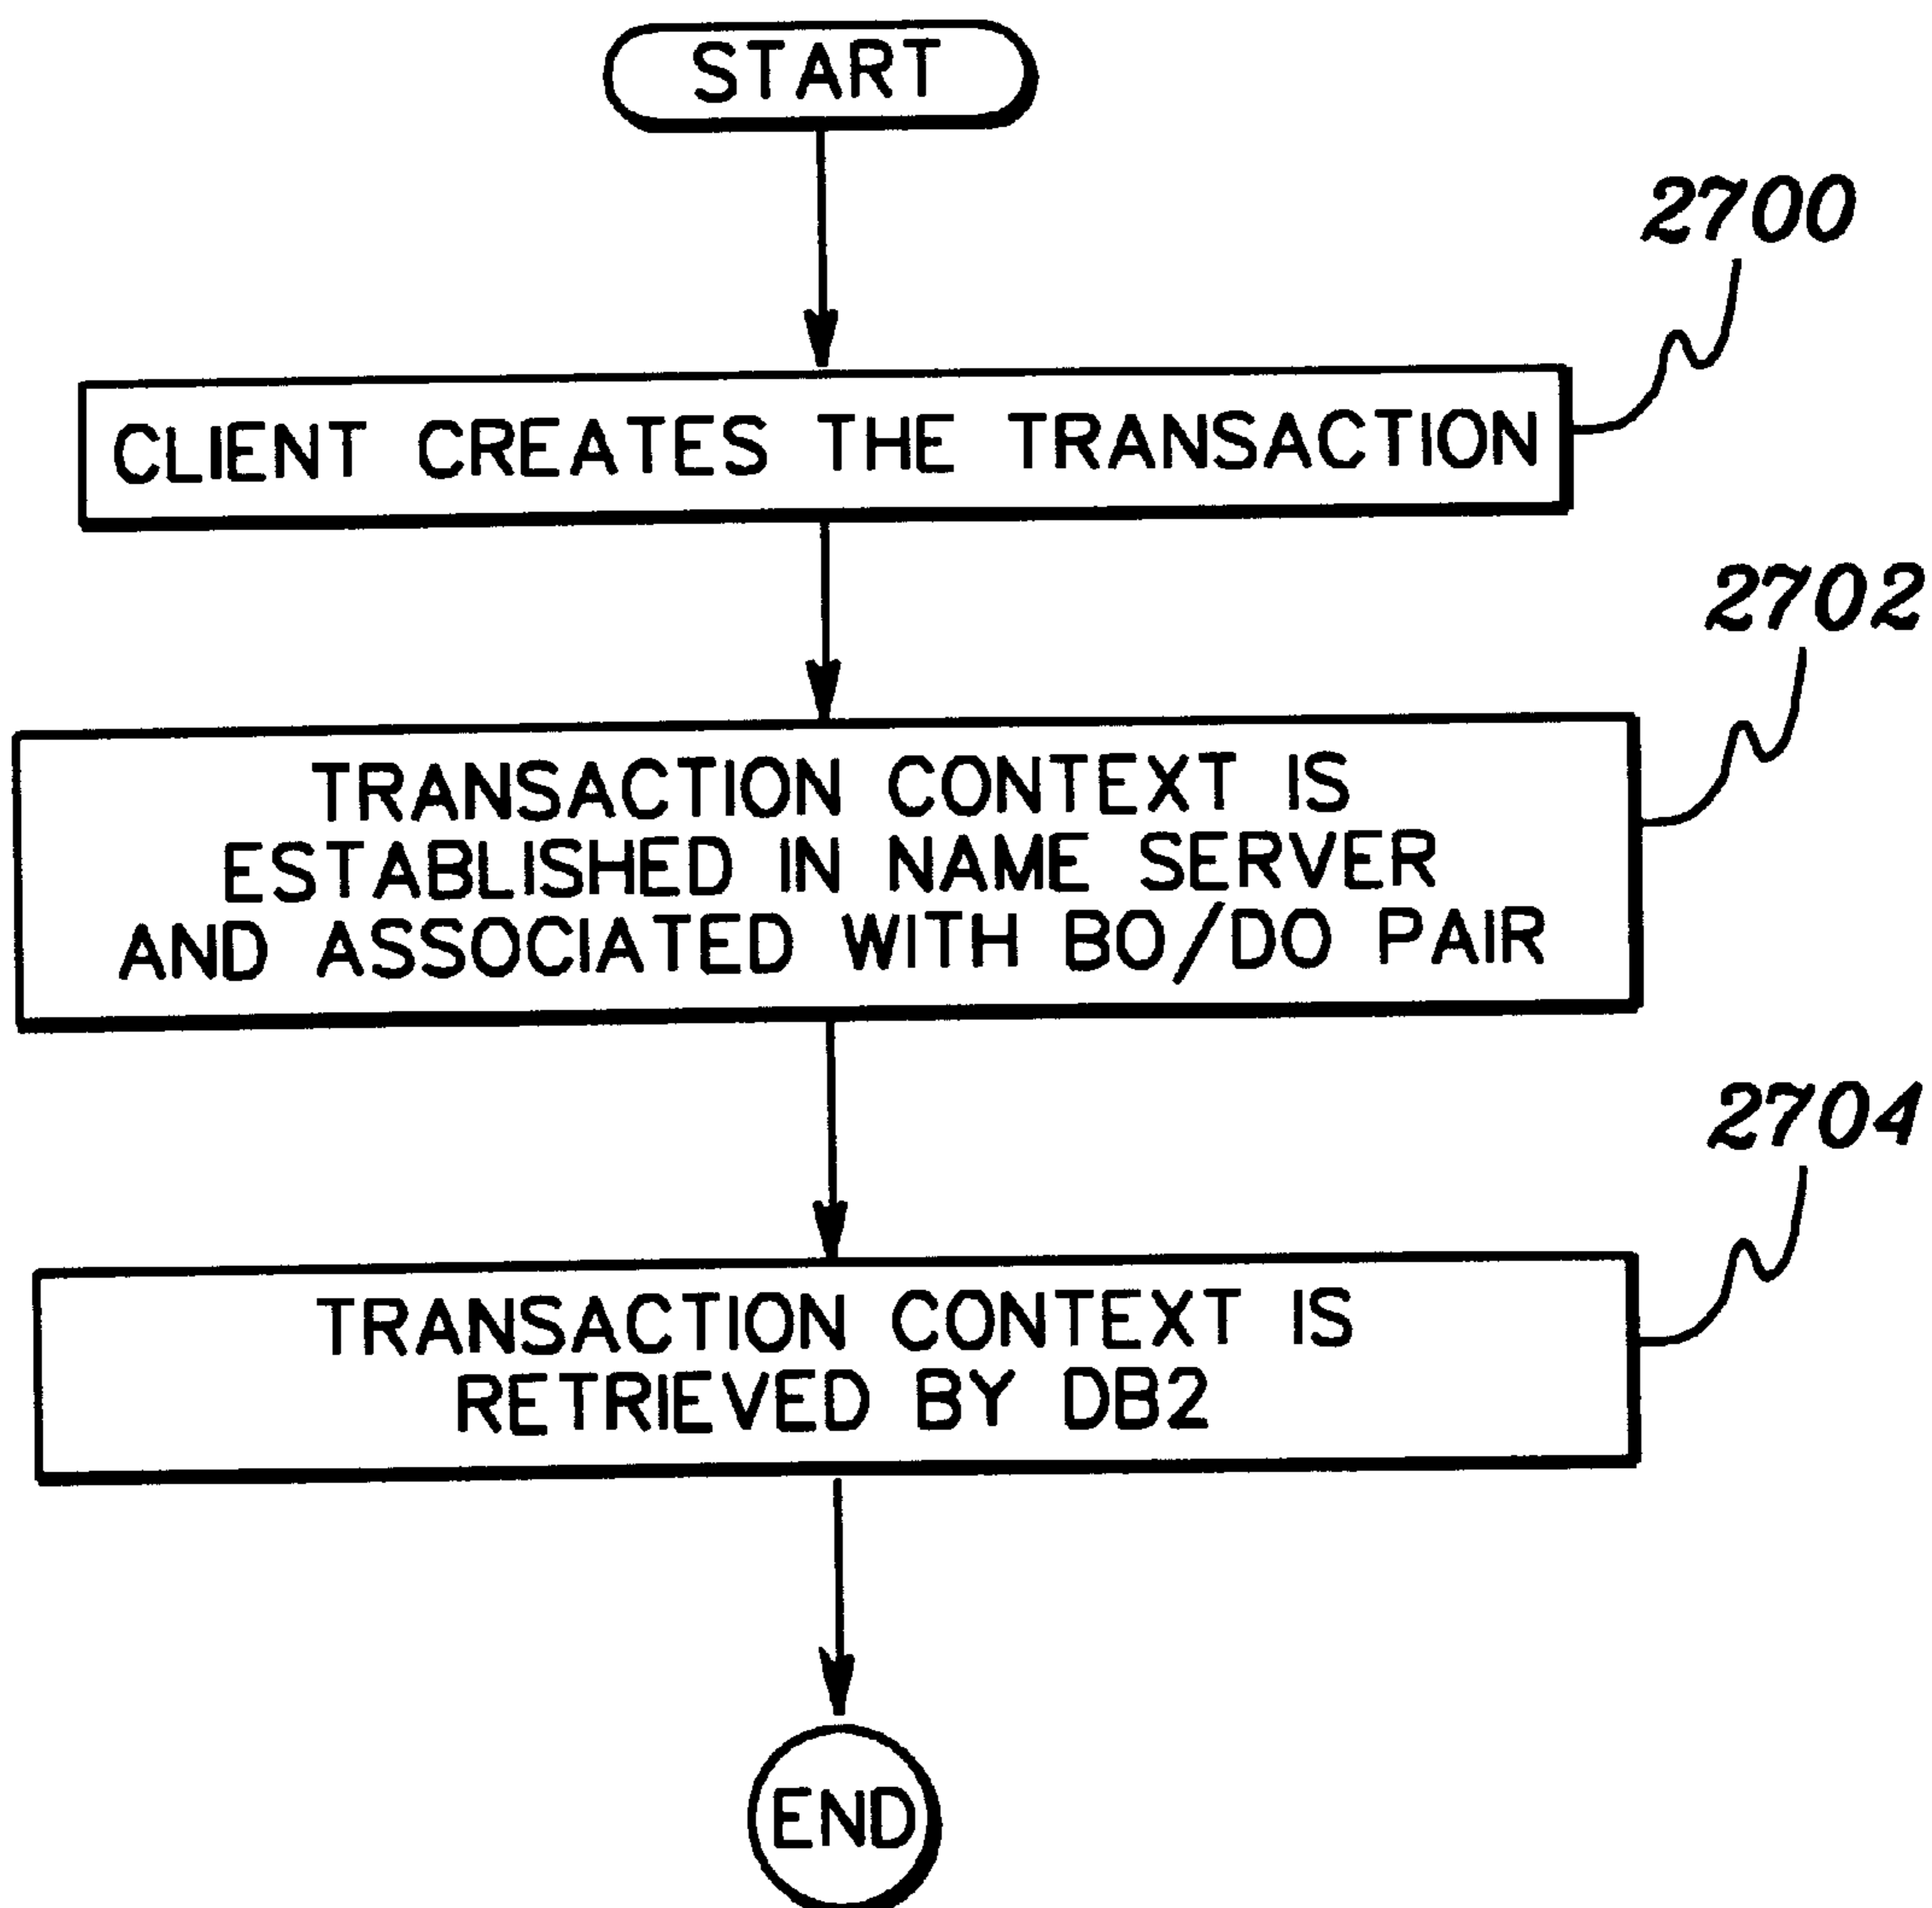 START
2700
CLIENT CREATES THE TRANSACTION
2702
TRANSACTION CONTEXT IS
ESTABLISHED IN NAME SERVER
AND ASSOCIATED WITH BO/DO PAIR
2704
TRANSACTION CONTEXT IS
RETRIEVED BY DB2
END